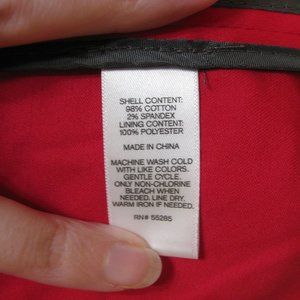 SHELL CONTENT:
98% COTTON
2% SPANDEX
LINING CONTENT:
100% POLYESTER
MADE IN CHINA
MACHINE WASH COLD
WITH LIKE COLORS.
GENTLE CYCLE.
ONLY NON-CHLORINE
BLEACH WHEN
NEEDED. LINE DRY.
WARM IRON IF NEEDED.
RN# 55285